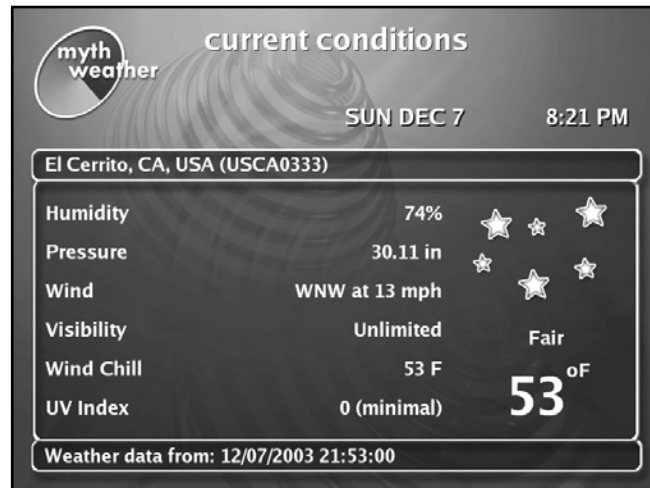 myth
weather
current conditions
SUN DEC 7 8:21 PM
El Cerrito, CA, USA (USCA0333)
Humidity 74%
Pressure 30.11 in
Wind WNW at 13 mph
Visibility Unlimited
Wind Chill 53 F
UV Index 0 (minimal)
Fair
53 oF
Weather data from: 12/07/2003 21:53:00